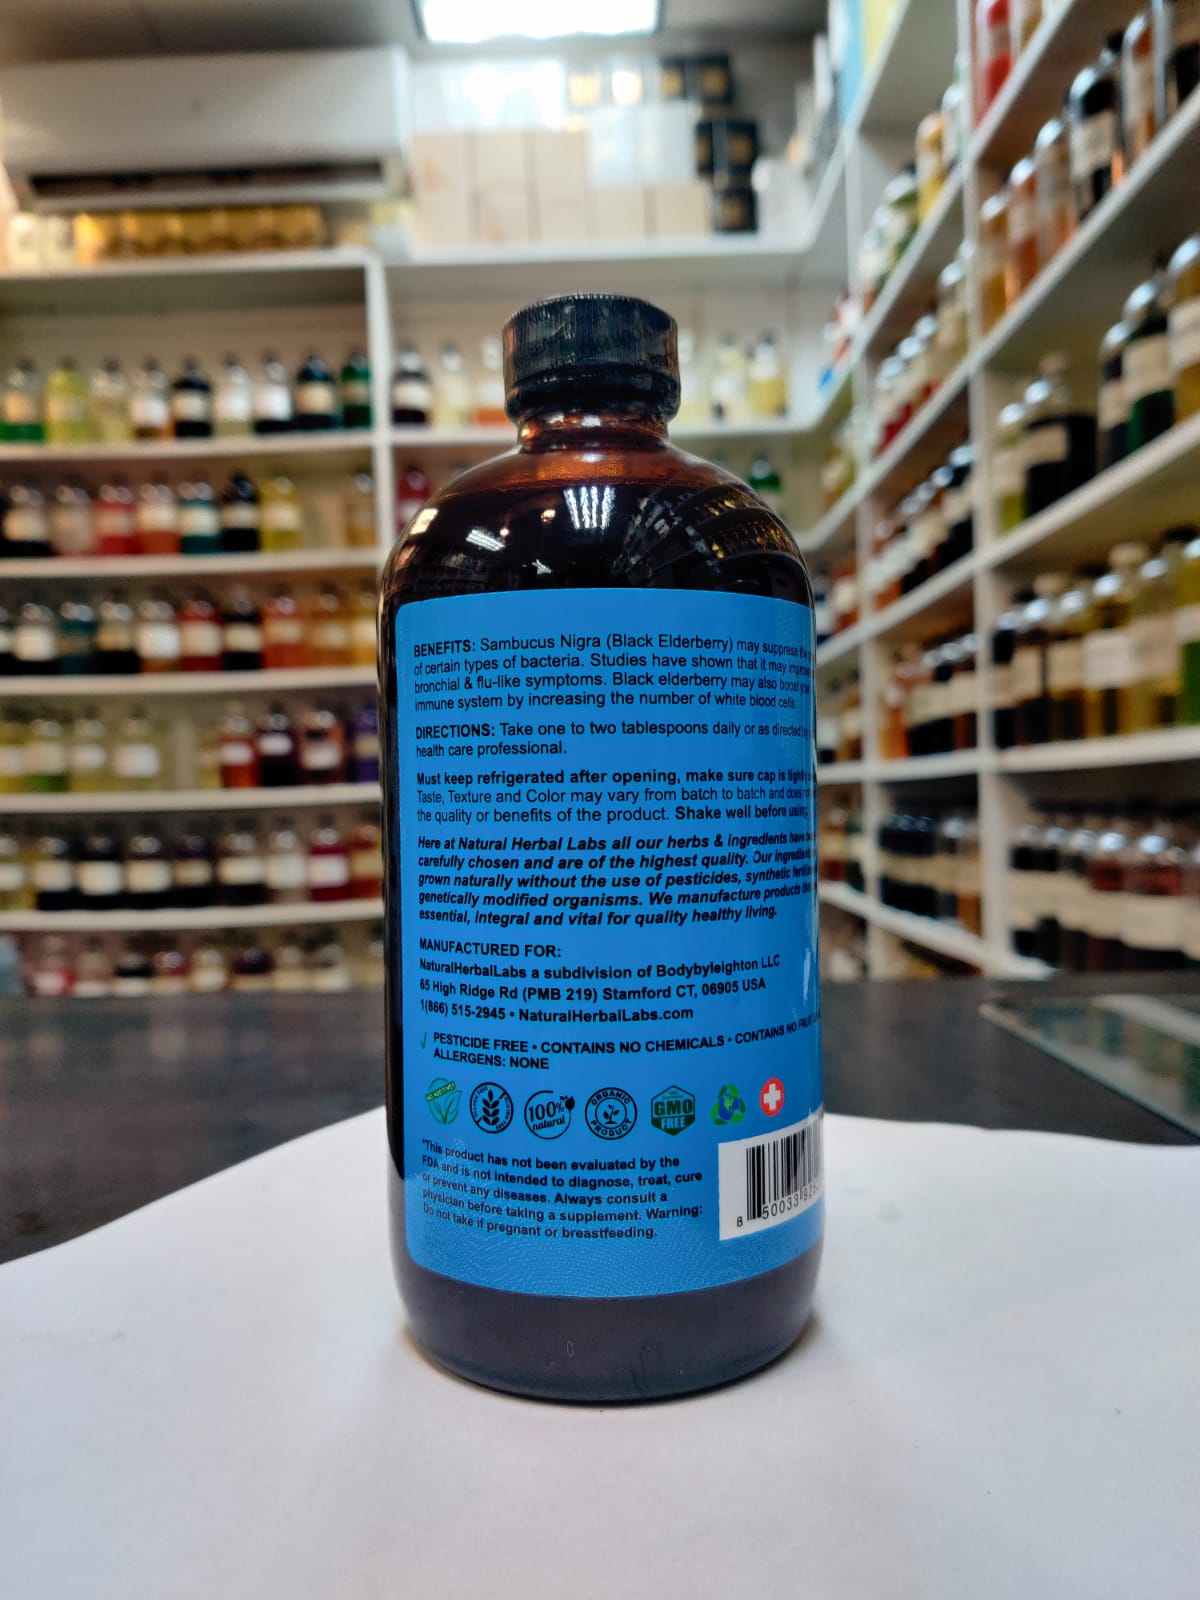 BENEFITS: Sambucus Nigra (Black Elderberry) may suppress the
of certain types of bacteria. Studies have shown that it may improve
bronchial & flu-like symptoms. Black elderberry may also boost your
immune system by increasing the number of white blood cells.
DIRECTIONS: Take one to two tablespoons daily or as directed by
health care professional.
Must keep refrigerated after opening, make sure cap is tightly
Taste, Texture and Color may vary from batch to batch and does
the quality or benefits of the product. Shake well before using.
Here at Natural Herbal Labs all our herbs & ingredients have
carefully chosen and are of the highest quality. Our ingredients
grown naturally without the use of pesticides, synthetic
genetically modified organisms. We manufacture products
essential, integral and vital for quality healthy living.
MANUFACTURED FOR:
NaturalHerbalLabs a subdivision of Bodybyleighton LLC
65 High Ridge Rd (PMB 219) Stamford CT, 06905 USA
1(866) 515-2945 • NaturalHerbalLabs.com
√ PESTICIDE FREE • CONTAINS NO CHEMICALS • CONTAINS NO
ALLERGENS: NONE
NO ADDITIVES
GLUTEN FREE
100%
natural
ORGANIC
PRODUCT
GMO
FREE
*This product has not been evaluated by the
FDA and is not intended to diagnose, treat, cure
or prevent any diseases. Always consult a
physician before taking a supplement. Warning:
Do not take if pregnant or breastfeeding.
8 50033